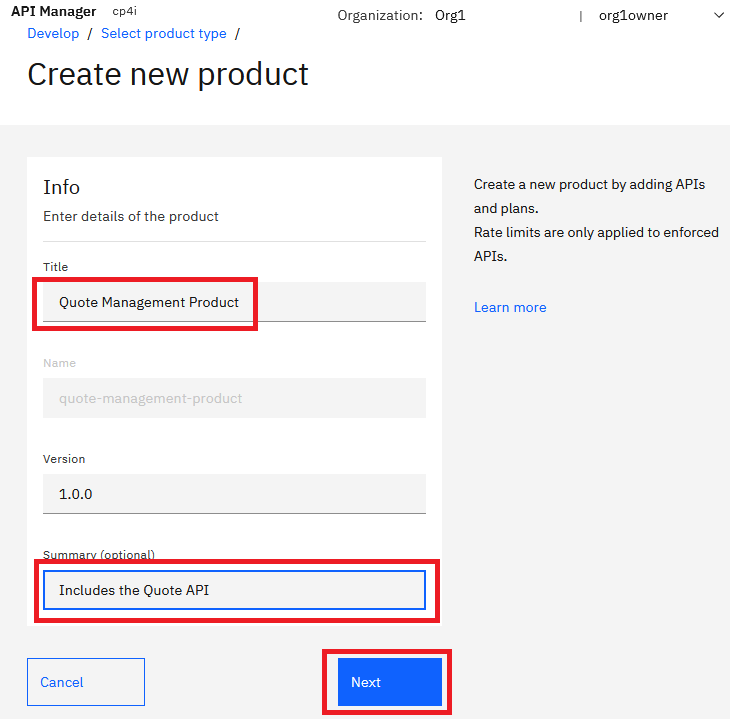 API Manager cp4i Organization: Org1 | org1owner
Develop / Select product type /
Create new product
Info
Enter details of the product
Title
Quote Management Product
Name
quote-management-product
Version
1.0.0
Summary (optional)
Includes the Quote API
Cancel
Next
Create a new product by adding APIs
and plans.
Rate limits are only applied to enforced
APIs.
Learn more